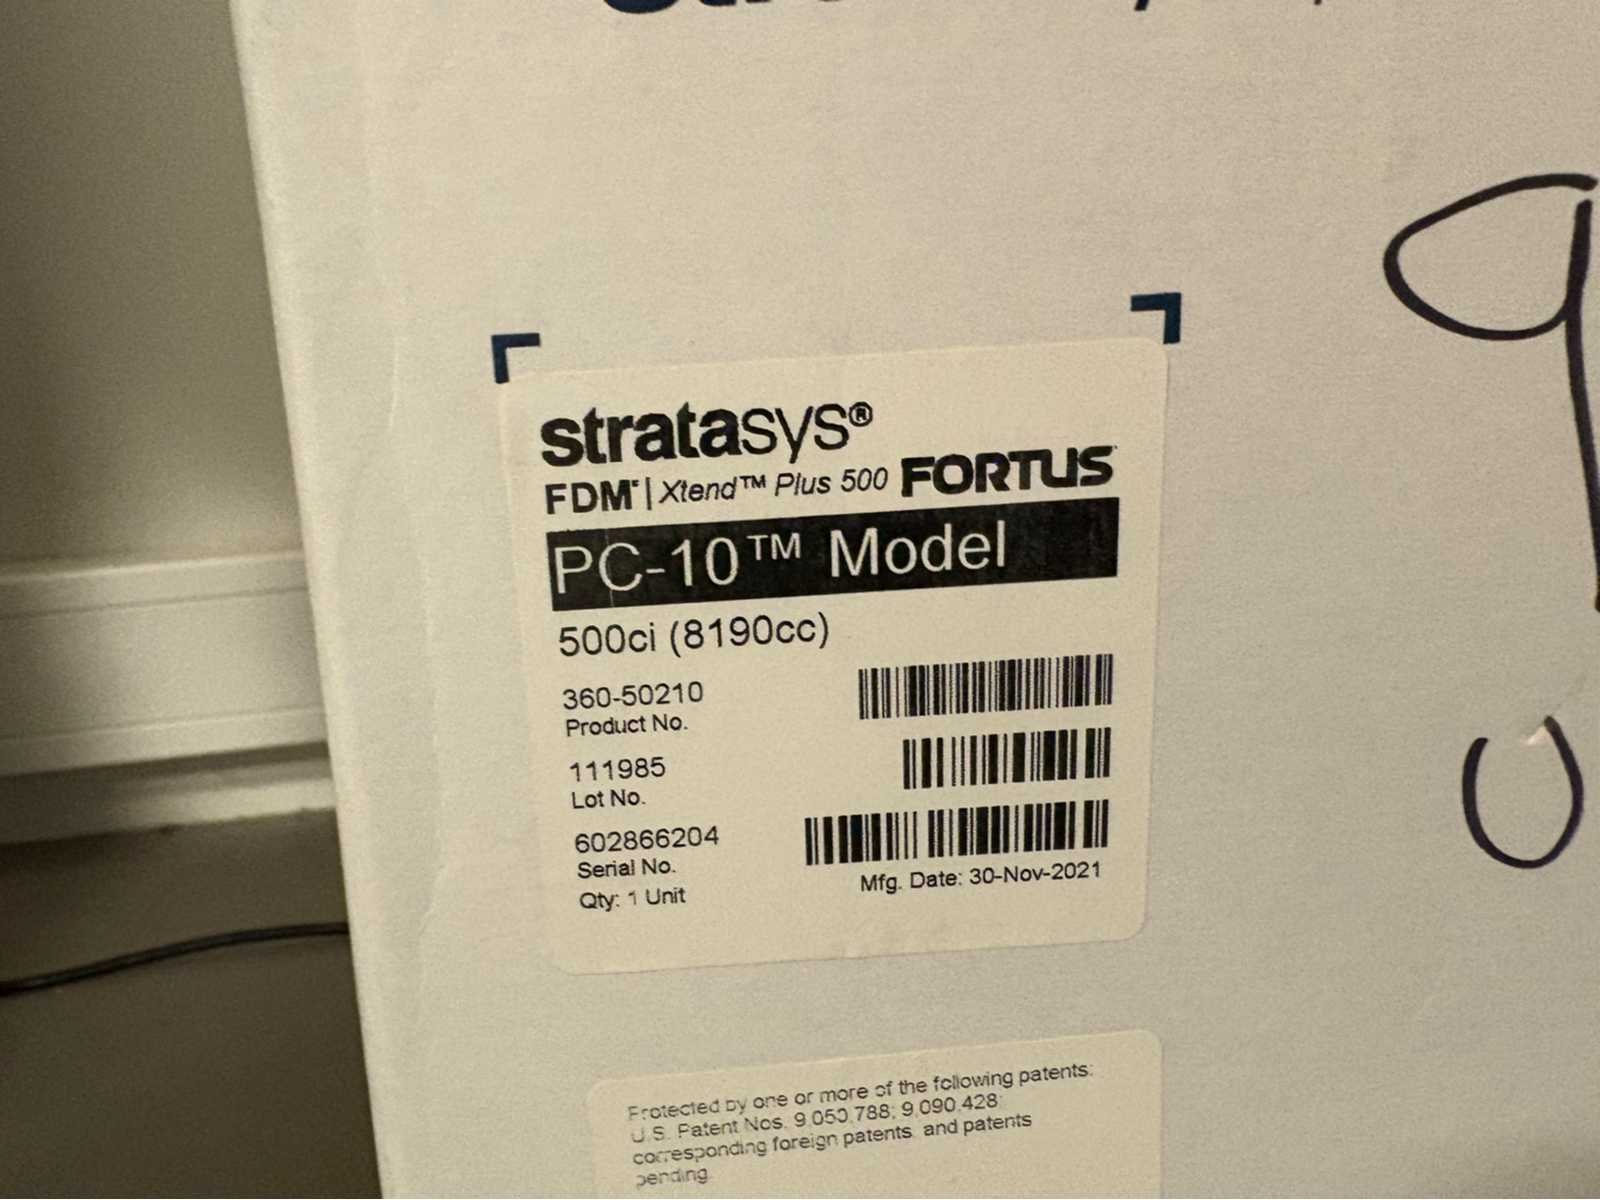 stratasys®
FDM® | Xtend™ Plus 500 FORTUS
PC-10™ Model
500ci (8190cc)
360-50210
Product No.
111985
Lot No.
602866204
Serial No.
Qty: 1 Unit
Mfg. Date: 30-Nov-2021
9
0
Protected by one or more of the following patents:
U.S. Patent Nos. 9,050,788; 9,090,428;
corresponding foreign patents, and patents
pending.